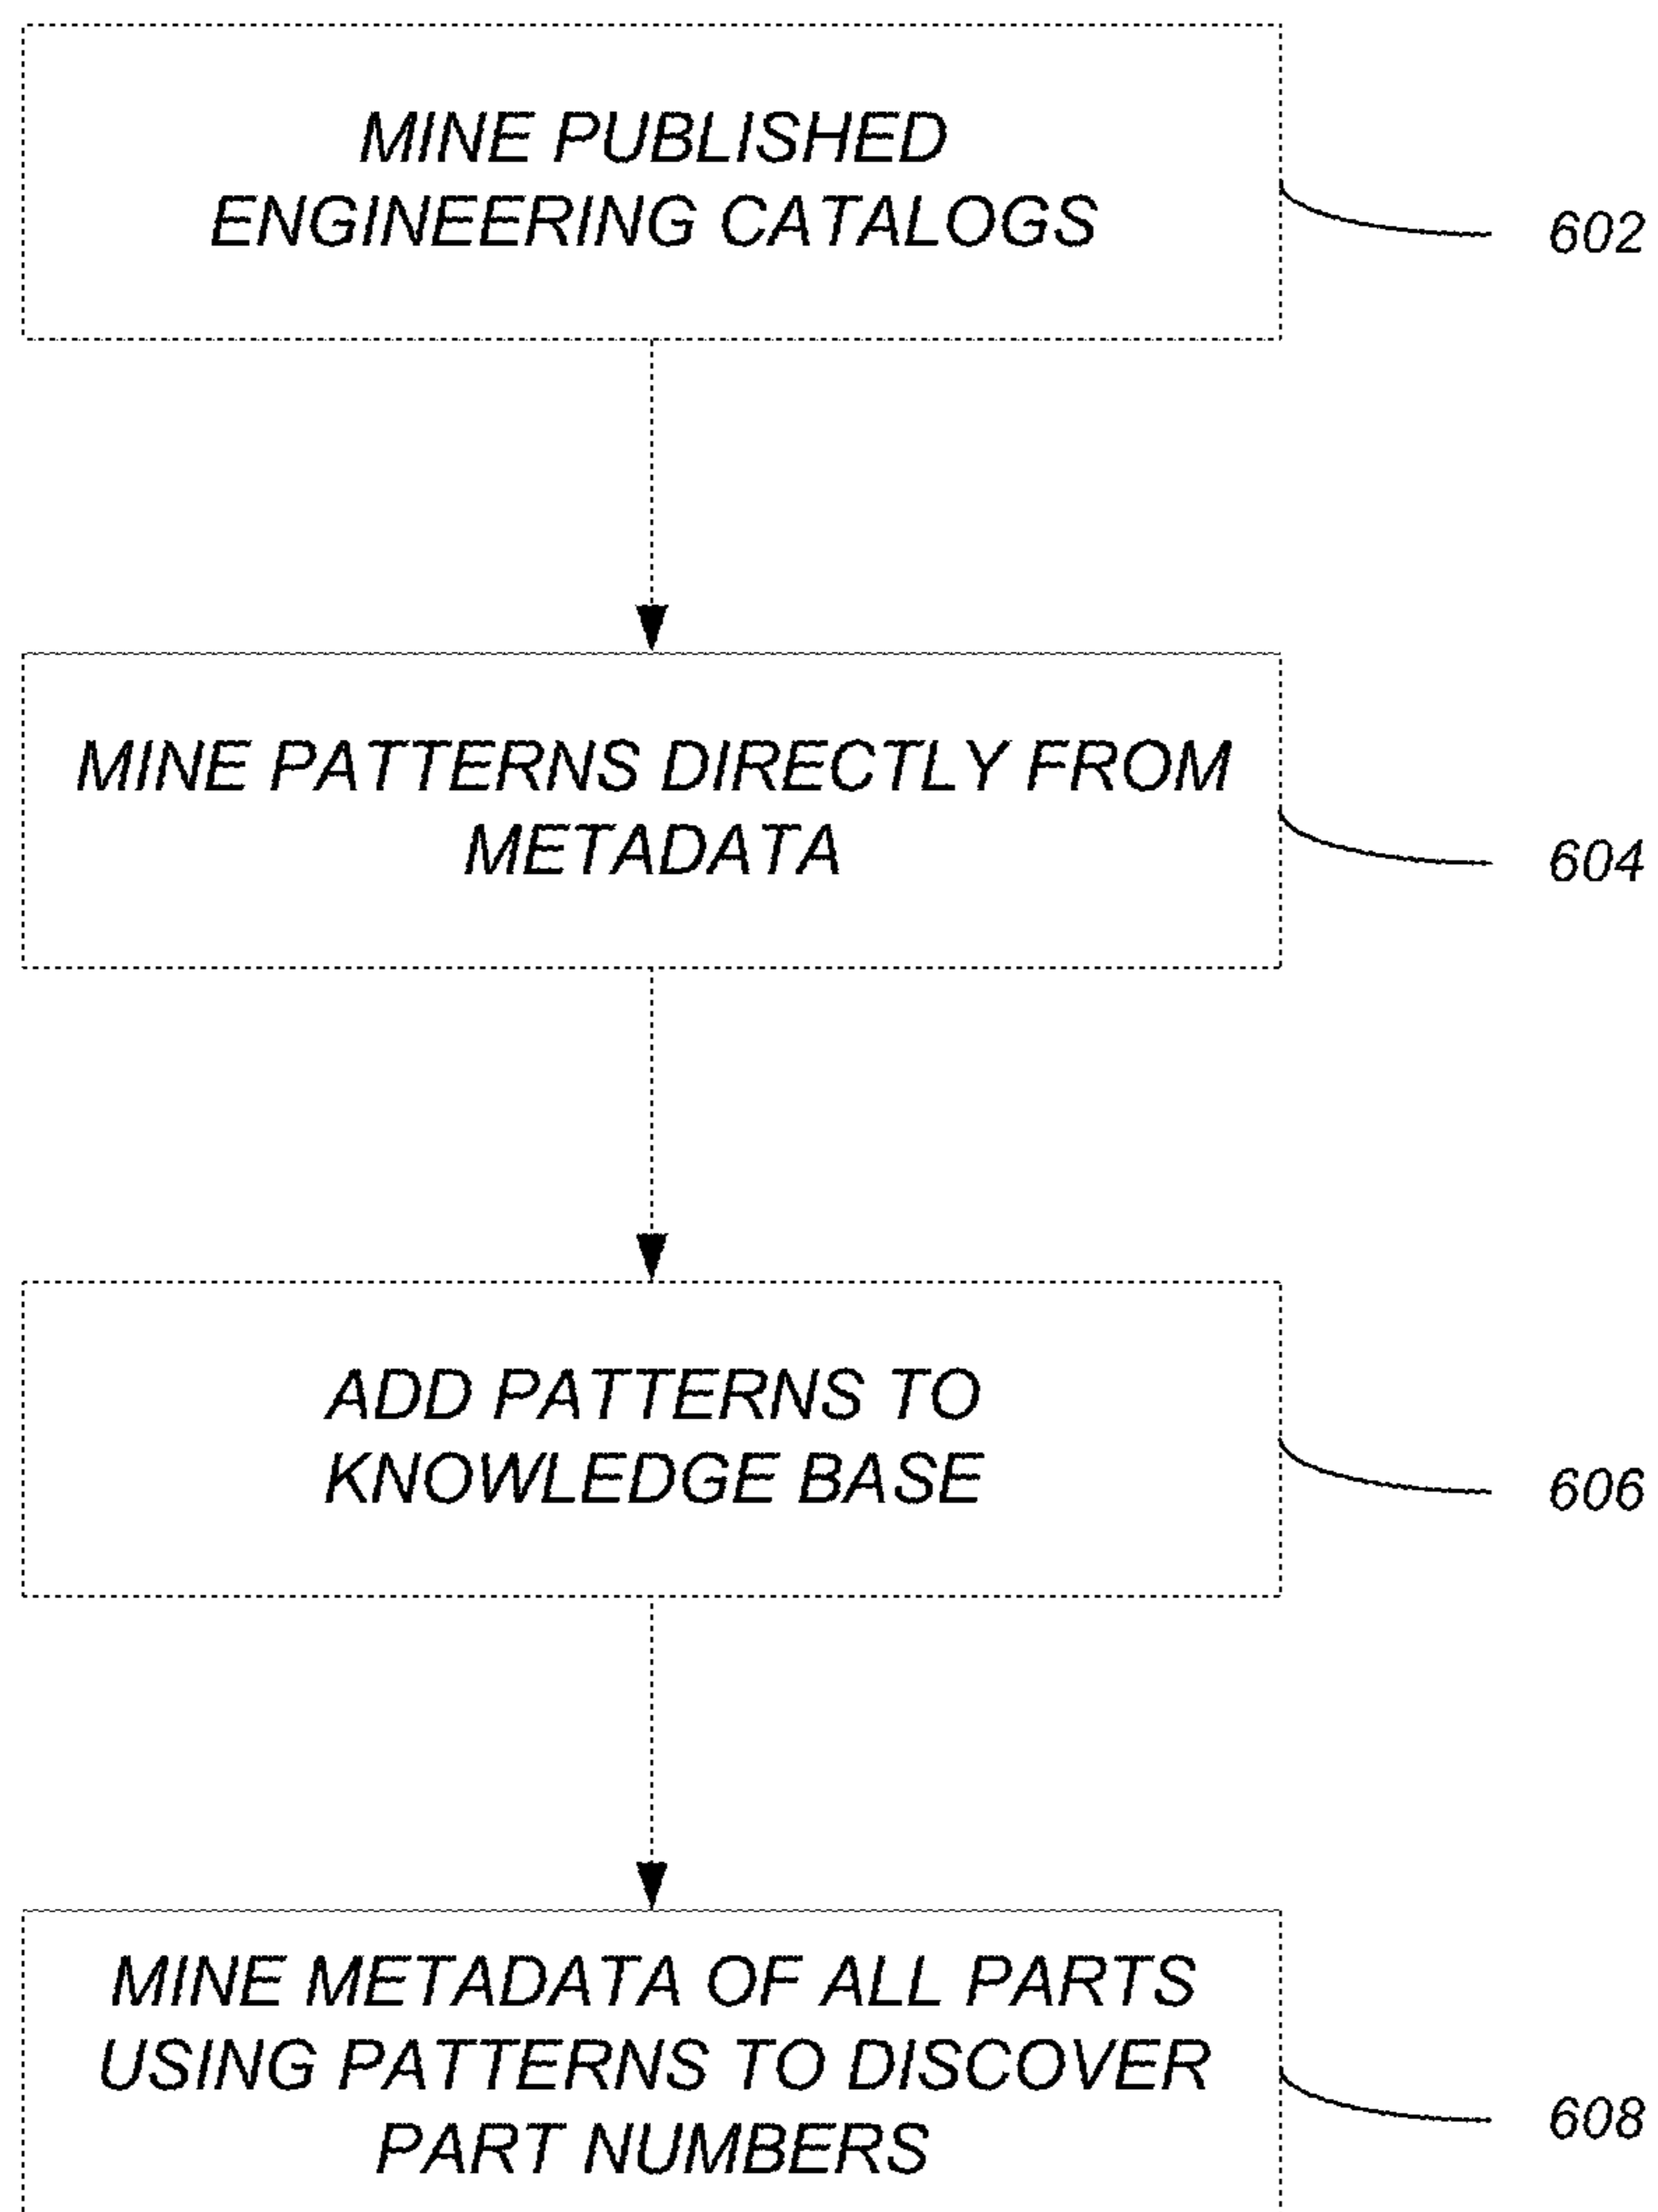 MINE PUBLISHED
ENGINEERING CATALOGS
602
MINE PATTERNS DIRECTLY FROM
METADATA
604
ADD PATTERNS TO
KNOWLEDGE BASE
606
MINE METADATA OF ALL PARTS
USING PATTERNS TO DISCOVER
PART NUMBERS
608